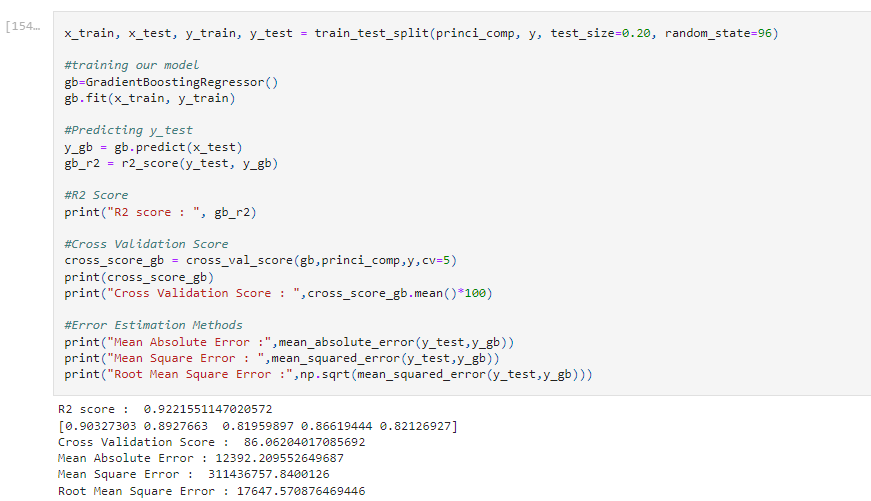 [154…
x_train, x_test, y_train, y_test = train_test_split(princi_comp, y, test_size=0.20, random_state=96)
#training our model
gb=GradientBoostingRegressor()
gb.fit(x_train, y_train)
#Predicting y_test
y_gb = gb.predict(x_test)
gb_r2 = r2_score(y_test, y_gb)
#R2 Score
print("R2 score : ", gb_r2)
#Cross Validation Score
cross_score_gb = cross_val_score(gb,princi_comp,y,cv=5)
print(cross_score_gb)
print("Cross Validation Score : ",cross_score_gb.mean()*100)
#Error Estimation Methods
print("Mean Absolute Error :",mean_absolute_error(y_test,y_gb))
print("Mean Square Error : ",mean_squared_error(y_test,y_gb))
print("Root Mean Square Error :",np.sqrt(mean_squared_error(y_test,y_gb)))
R2 score :  0.9221551147020572
[0.90327303 0.8927663  0.81959897 0.86619444 0.82126927]
Cross Validation Score :  86.06204017085692
Mean Absolute Error : 12392.209552649687
Mean Square Error :  311436757.8400126
Root Mean Square Error : 17647.570876469446